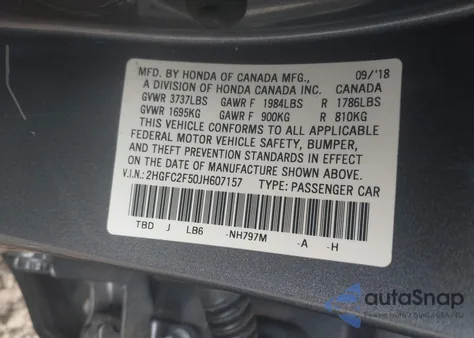 MFD. BY HONDA OF CANADA MFG., 09/'18
A DIVISION OF HONDA CANADA INC. CANADA
GVWR 3737LBS GAWR F 1984LBS R 1786LBS
GVWR 1695KG GAWR F 900KG R 810KG
THIS VEHICLE CONFORMS TO ALL APPLICABLE
FEDERAL MOTOR VEHICLE SAFETY, BUMPER,
AND THEFT PREVENTION STANDARDS IN EFFECT
ON THE DATE OF MANUFACTURE SHOWN ABOVE.
V.I.N.: 2HGFC2F50JH607157 TYPE: PASSENGER CAR
TBD J LB6 -NH797M -A -H
autoSnap